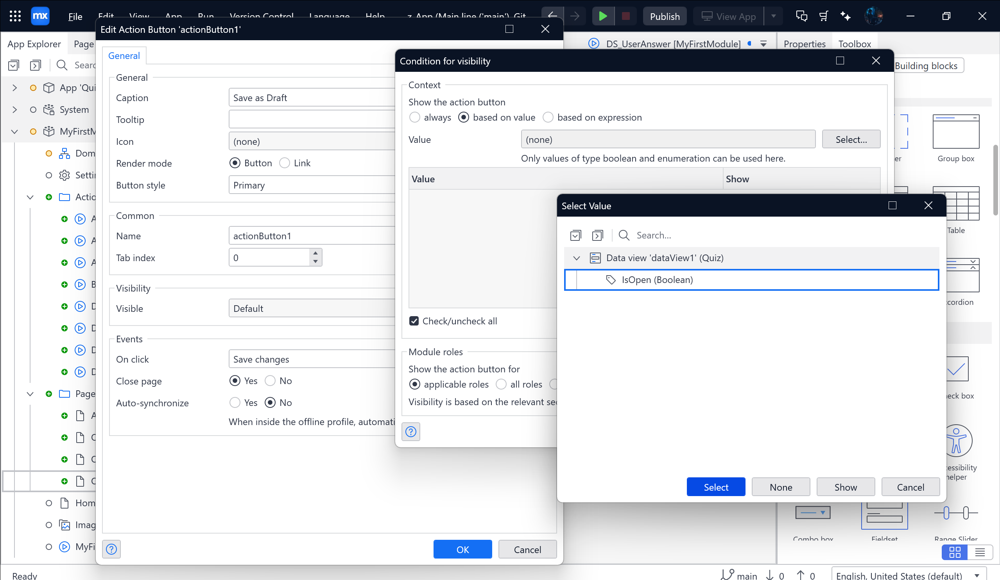 mx
File
Edit
View
App
Run
Version Control
Language
Help
App (Main line ('main'), Git
Publish
View App
App Explorer
Page
DS_UserAnswer [MyFirstModule]
Properties
Toolbox
Building blocks
App 'Qui
System
MyFirstM
Dom
Settin
Actio
A
A
A
B
D
D
D
D
Page
A
C
C
C
Hom
Imag
MyFi
Edit Action Button 'actionButton1'
General
General
Caption
Save as Draft
Tooltip
Icon
(none)
Render mode
Button
Link
Button style
Primary
Common
Name
actionButton1
Tab index
0
Visibility
Visible
Default
Events
On click
Save changes
Close page
Yes
No
Auto-synchronize
Yes
No
When inside the offline profile, automati
OK
Cancel
Condition for visibility
Context
Show the action button
always
based on value
based on expression
Value
(none)
Select...
Only values of type boolean and enumeration can be used here.
Value
Show
Check/uncheck all
Module roles
Show the action button for
applicable roles
all roles
Visibility is based on the relevant sec
Select Value
Search...
Data view 'dataView1' (Quiz)
IsOpen (Boolean)
Select
None
Show
Cancel
er
Group box
Table
ccordion
eck box
essibility
helper
Combo box
Fieldset
Range Slider
Ready
main
0
0
English, United States (default)